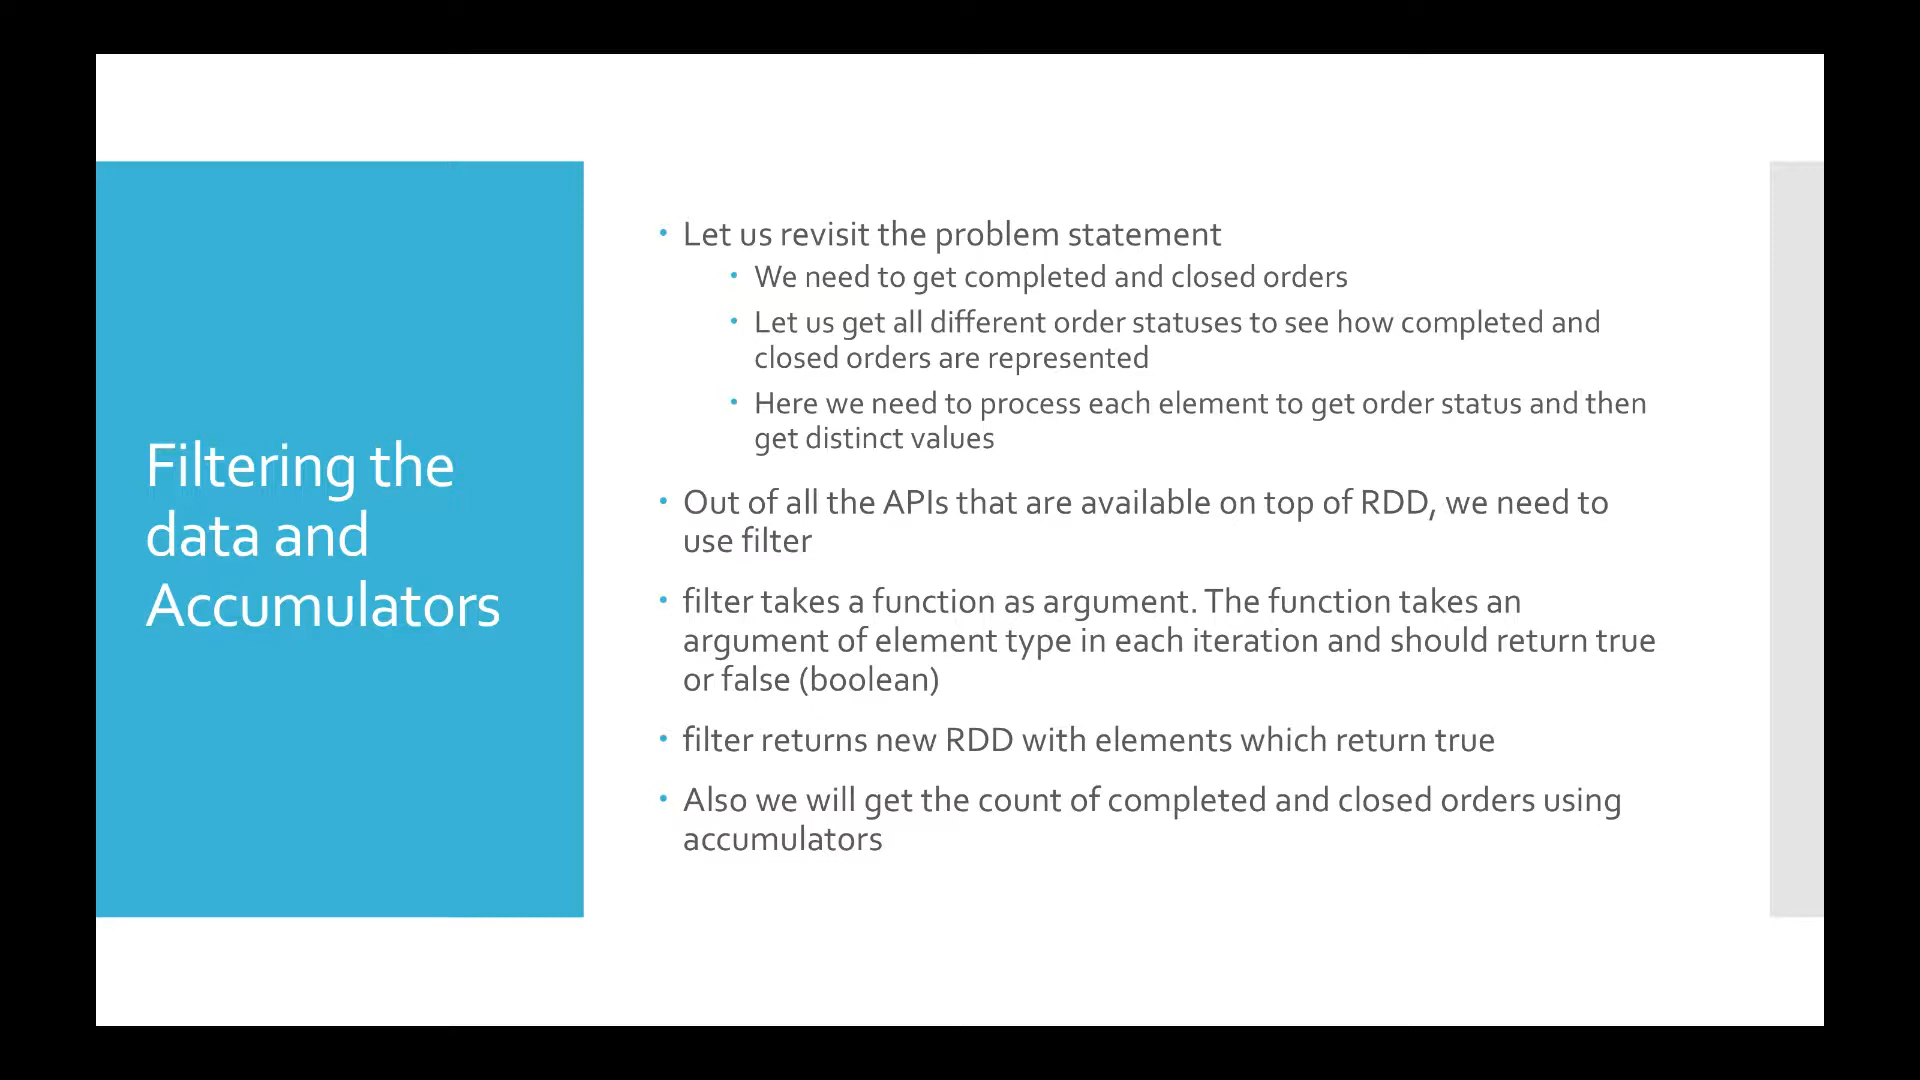 Filtering the
data and
Accumulators
• Let us revisit the problem statement
• We need to get completed and closed orders
• Let us get all different order statuses to see how completed and
closed orders are represented
• Here we need to process each element to get order status and then
get distinct values
• Out of all the APIs that are available on top of RDD, we need to
use filter
• filter takes a function as argument. The function takes an
argument of element type in each iteration and should return true
or false (boolean)
• filter returns new RDD with elements which return true
• Also we will get the count of completed and closed orders using
accumulators